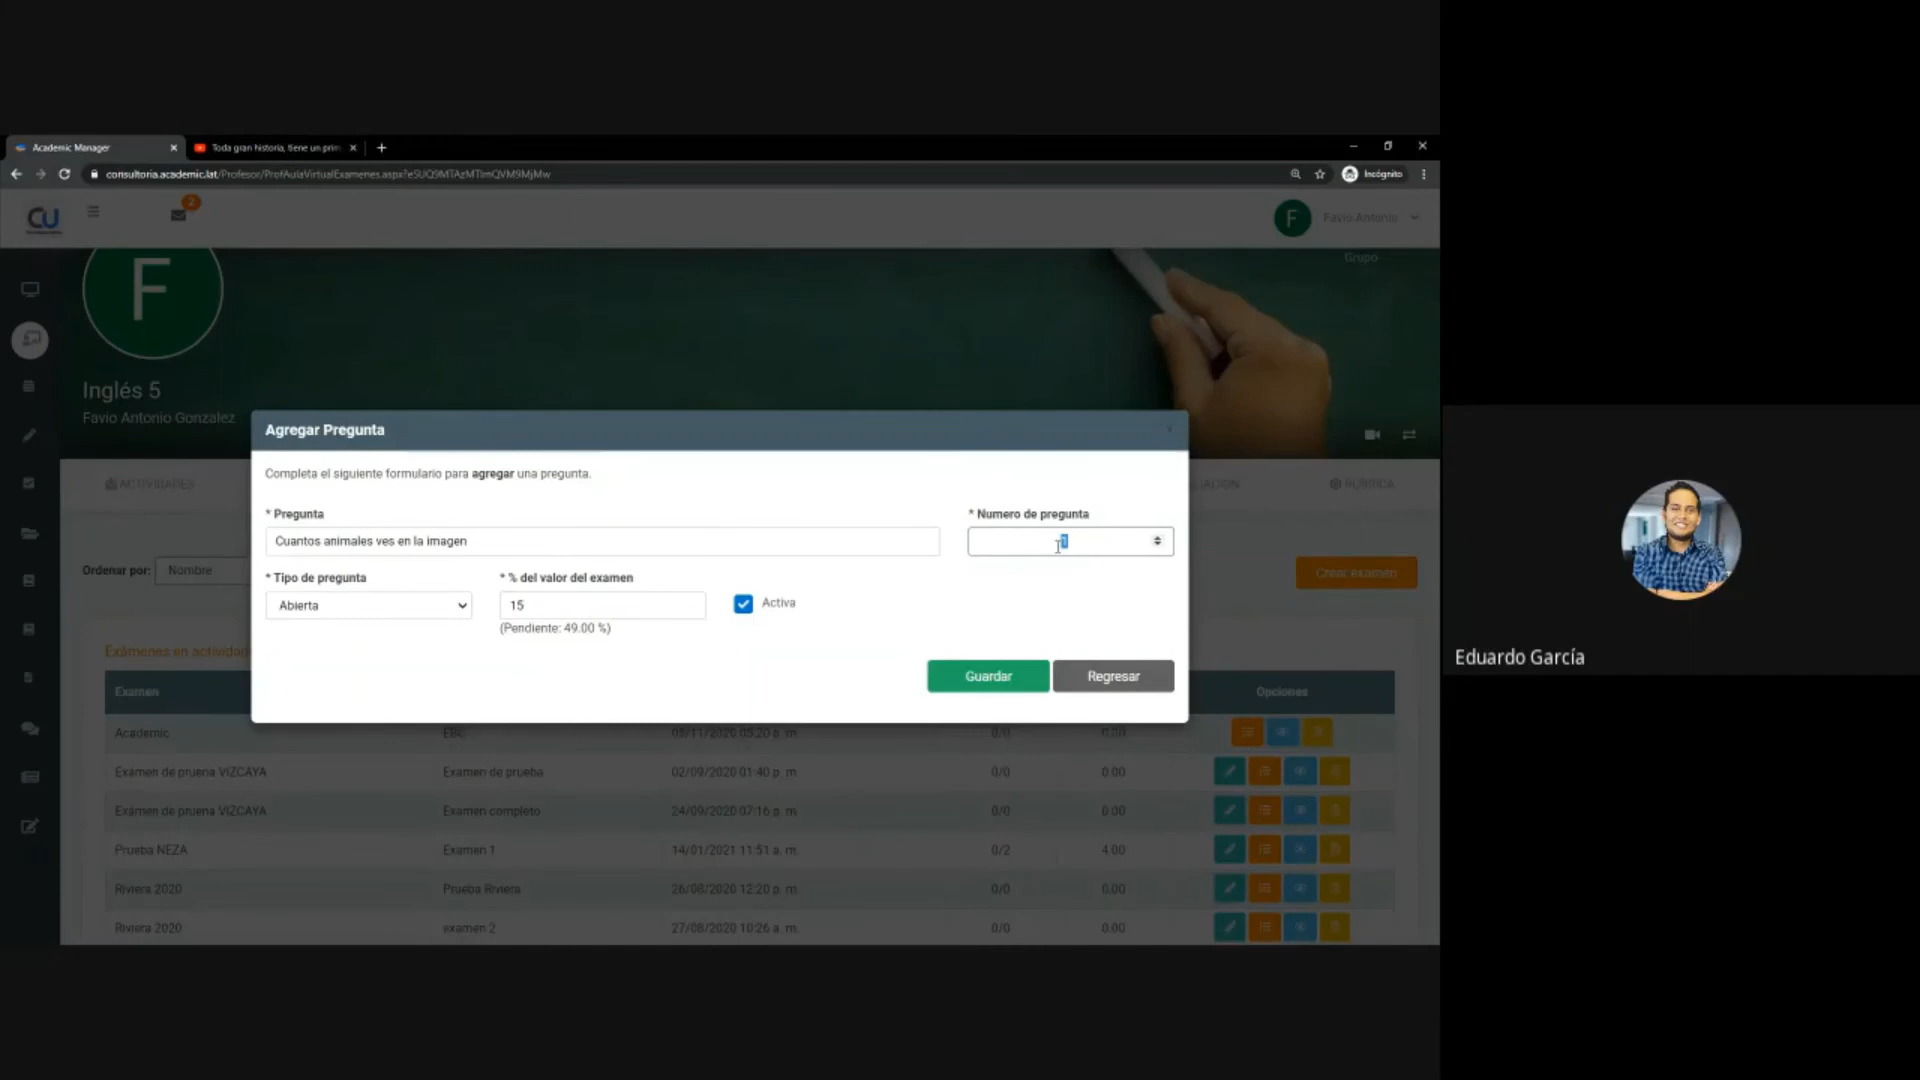 Academic Manager
Toda gran historia, tiene un prim
consultoria.academic.lat/Profesor/ProfAulaVirtualExamenes.aspx?eSUQ9MTAzMTImQVM9MjMw
Incógnito
CU
2
F
Favio Antonio
Grupo
F
Inglés 5
Favio Antonio Gonzalez
ACTIVIDADES
RUBRICA
Agregar Pregunta
Completa el siguiente formulario para agregar una pregunta.
* Pregunta
* Numero de pregunta
Cuantos animales ves en la imagen
* Tipo de pregunta
* % del valor del examen
Abierta
15
Activa
(Pendiente: 49.00 %)
Guardar
Regresar
Ordenar por:
Nombre
Crear examen
Exámenes en actividad
Examen
Opciones
Academic
EBC
05/11/2020 05:20 p. m.
0/0
0.00
Examen de pruena VIZCAYA
Examen de prueba
02/09/2020 01:40 p. m.
0/0
0.00
Examen de pruena VIZCAYA
Examen completo
24/09/2020 07:16 p. m.
0/0
0.00
Prueba NEZA
Examen 1
14/01/2021 11:51 a. m.
0/2
4.00
Riviera 2020
Prueba Riviera
26/08/2020 12:20 p. m.
0/0
0.00
Riviera 2020
examen 2
27/08/2020 10:26 a. m.
0/0
0.00
Eduardo García